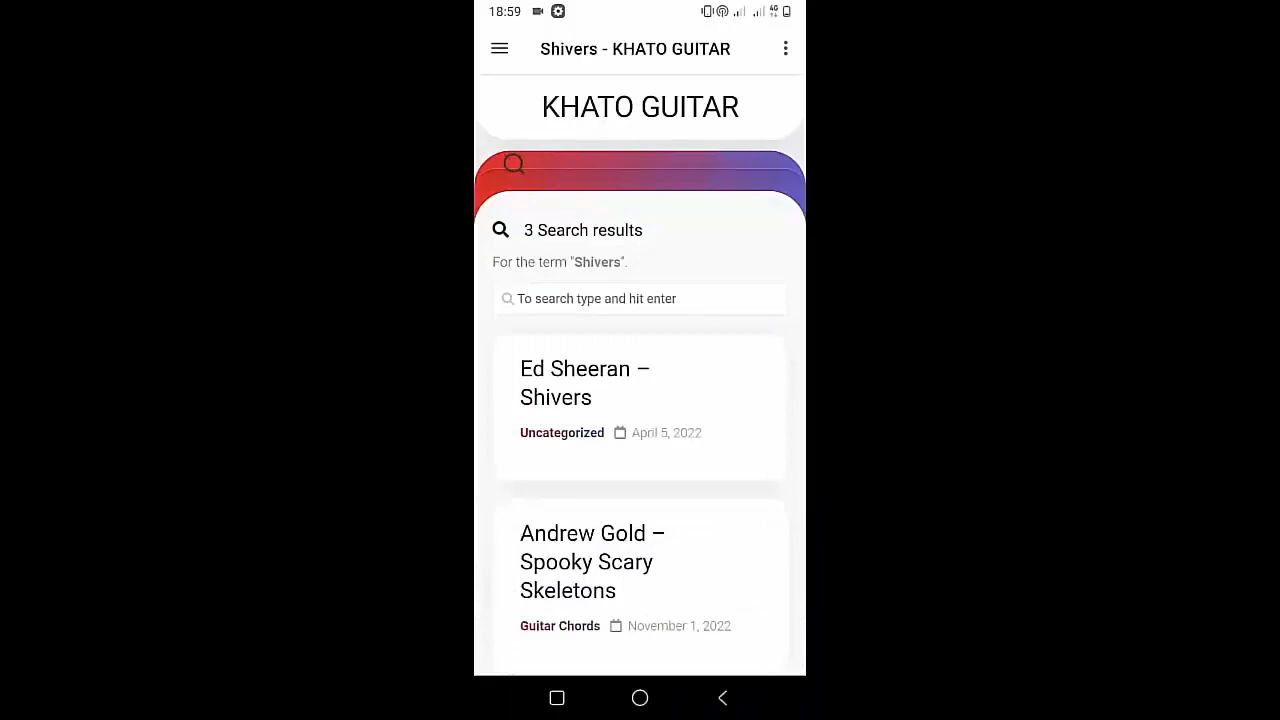 18:59
4G
Shivers - KHATO GUITAR
KHATO GUITAR
3 Search results
For the term "Shivers".
To search type and hit enter
Ed Sheeran –
Shivers
Uncategorized April 5, 2022
Andrew Gold –
Spooky Scary
Skeletons
Guitar Chords November 1, 2022